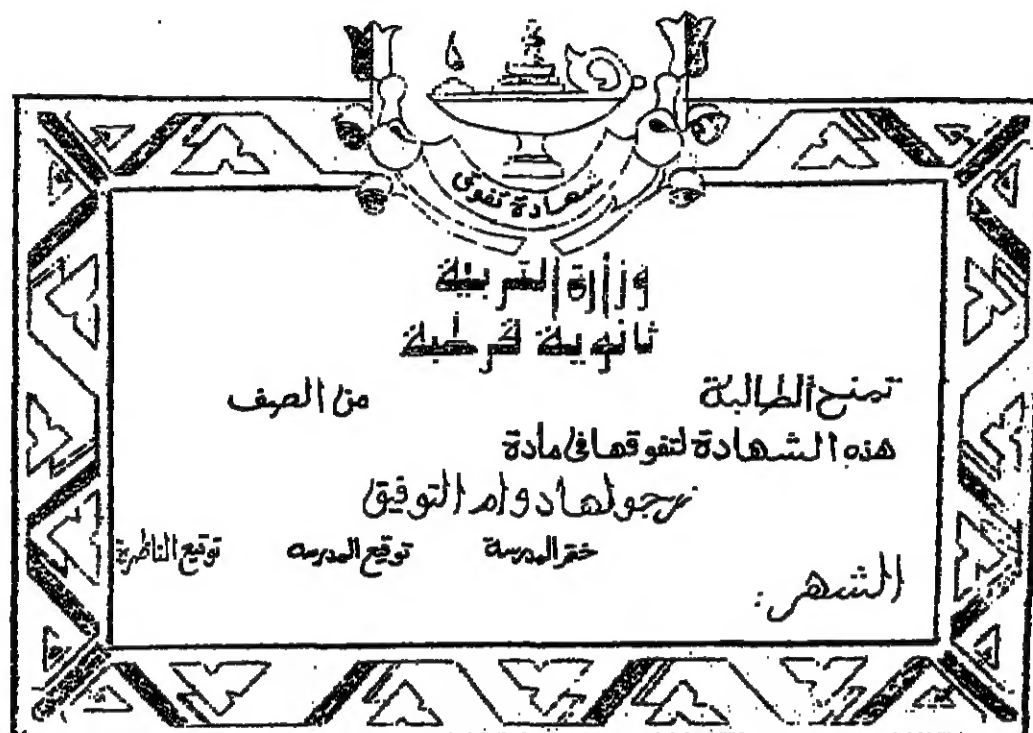 شهادة تفوق
وزارة التربية
ثانوية قرطبة
تمنح الطالبة من الصف
هذه الشهادة لتفوقها في مادة
نرجو لها دوام التوفيق
ختم المدرسة توقيع المدرسه توقيع الناظرة
الشهر: